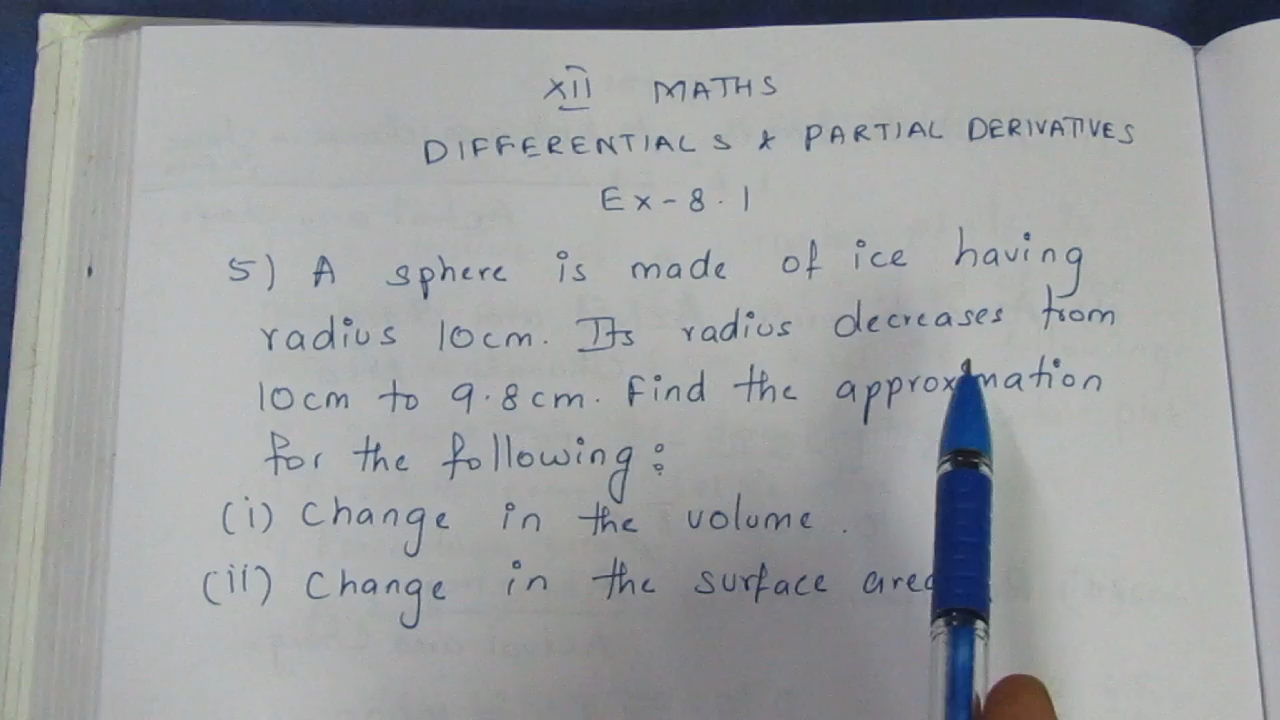 XII MATHS
DIFFERENTIALS & PARTIAL DERIVATIVES
Ex-8.1
5) A sphere is made of ice having
radius 10cm. Its radius decreases from
10cm to 9.8cm. Find the approximation
for the following:
(i) Change in the volume.
(ii) Change in the surface area